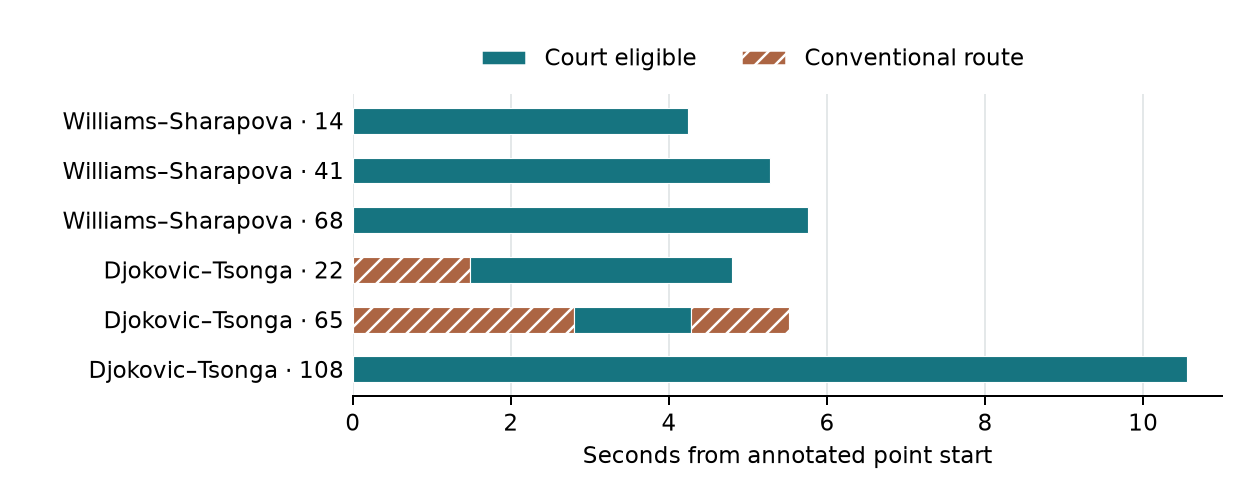 Court eligible Conventional route
Williams–Sharapova · 14
Williams–Sharapova · 41
Williams–Sharapova · 68
Djokovic–Tsonga · 22
Djokovic–Tsonga · 65
Djokovic–Tsonga · 108
0 2 4 6 8 10
Seconds from annotated point start